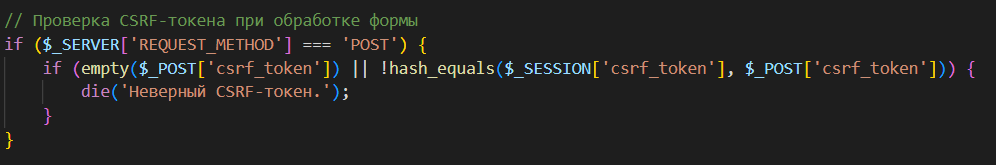 // Проверка CSRF-токена при обработке формы
if ($_SERVER['REQUEST_METHOD'] === 'POST') {
    if (empty($_POST['csrf_token']) || !hash_equals($_SESSION['csrf_token'], $_POST['csrf_token'])) {
        die('Неверный CSRF-токен.');
    }
}